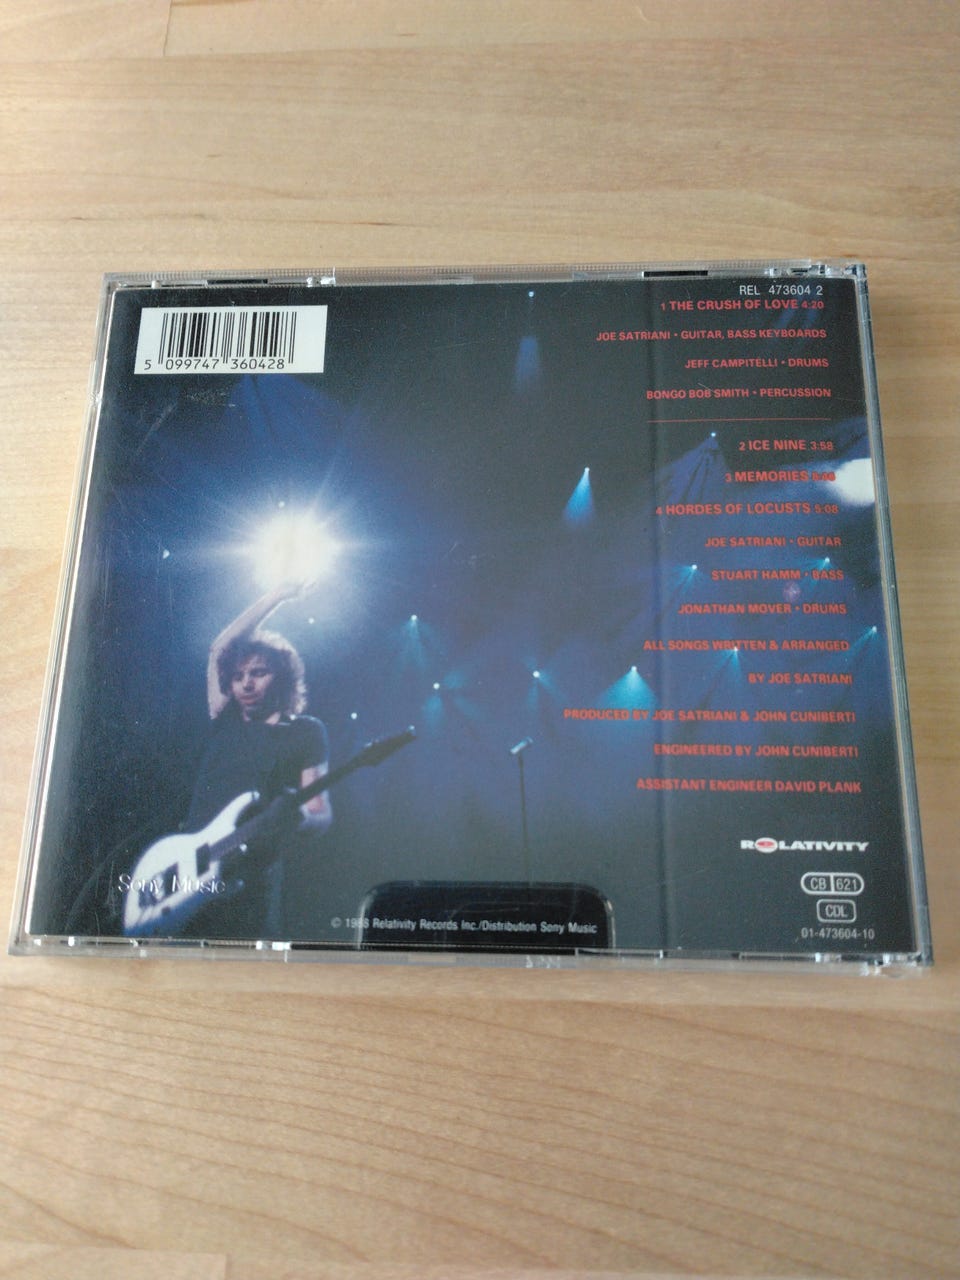 REL 473604 2
1 THE CRUSH OF LOVE 4:20
JOE SATRIANI • GUITAR, BASS KEYBOARDS
JEFF CAMPITELLI • DRUMS
BONGO BOB SMITH • PERCUSSION
2 ICE NINE 3:58
3 MEMORIES
4 HORDES OF LOCUSTS 5:08
JOE SATRIANI • GUITAR
STUART HAMM • BASS
JONATHAN MOVER • DRUMS
ALL SONGS WRITTEN & ARRANGED
BY JOE SATRIANI
PRODUCED BY JOE SATRIANI & JOHN CUNIBERTI
ENGINEERED BY JOHN CUNIBERTI
ASSISTANT ENGINEER DAVID PLANK
RELATIVITY
CB 621
CDL
01-473604-10
5 099747 360428
Sony Music
© 1988 Relativity Records Inc./Distribution Sony Music